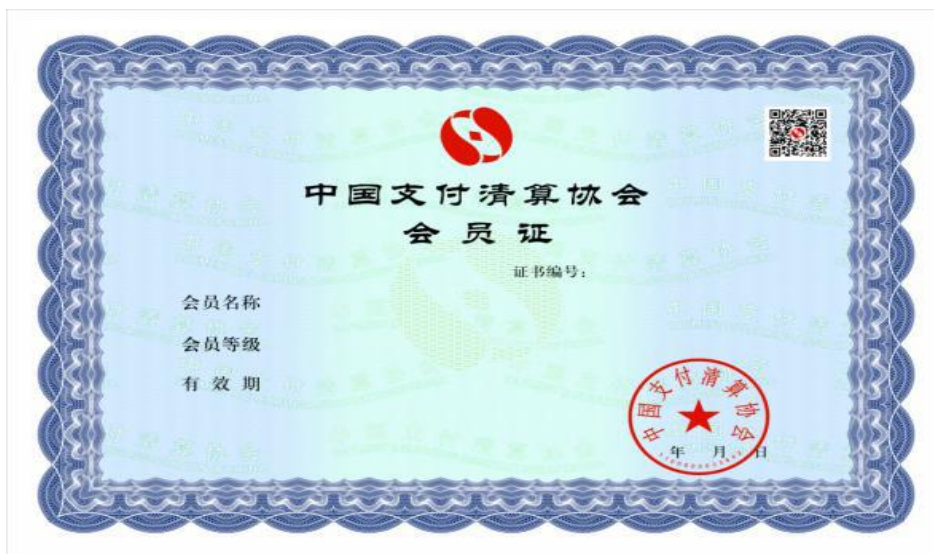 中国支付清算协会
会员证
证书编号：
会员名称
会员等级
有效期
中国支付清算协会
年 月 日